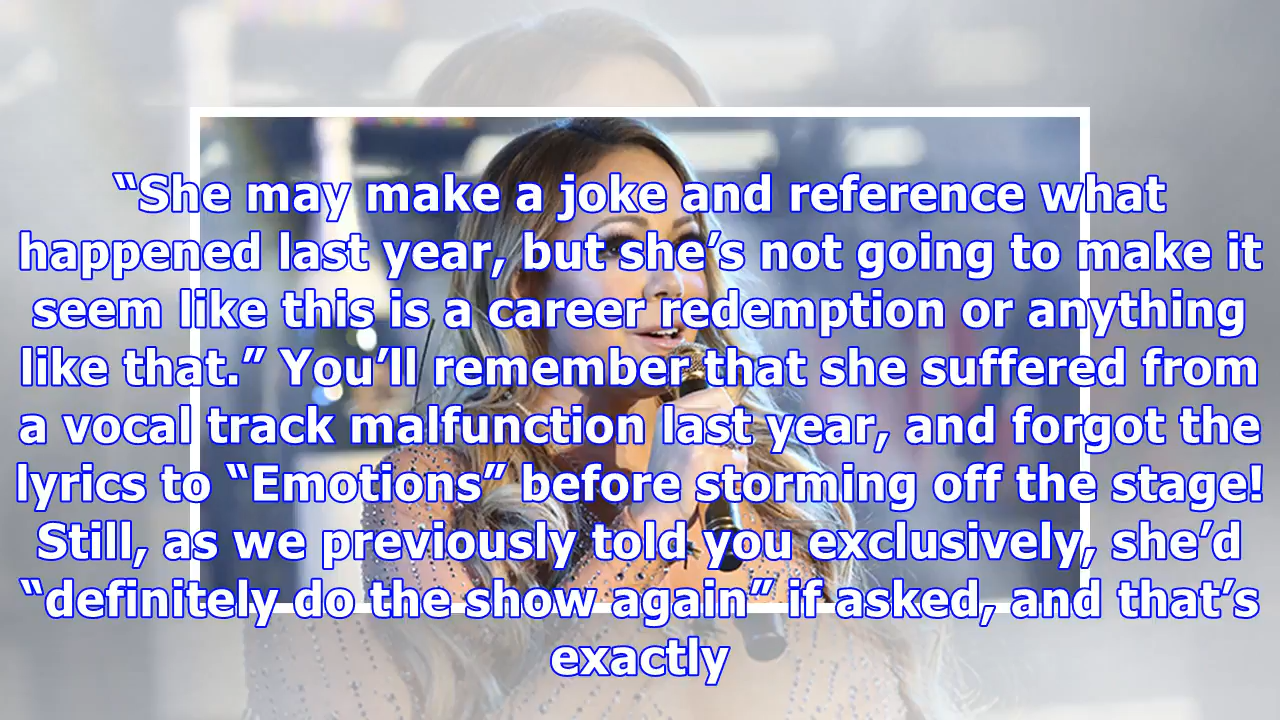 “She may make a joke and reference what
happened last year, but she’s not going to make it
seem like this is a career redemption or anything
like that.” You’ll remember that she suffered from
a vocal track malfunction last year, and forgot the
lyrics to “Emotions” before storming off the stage!
Still, as we previously told you exclusively, she’d
“definitely do the show again” if asked, and that’s
exactly